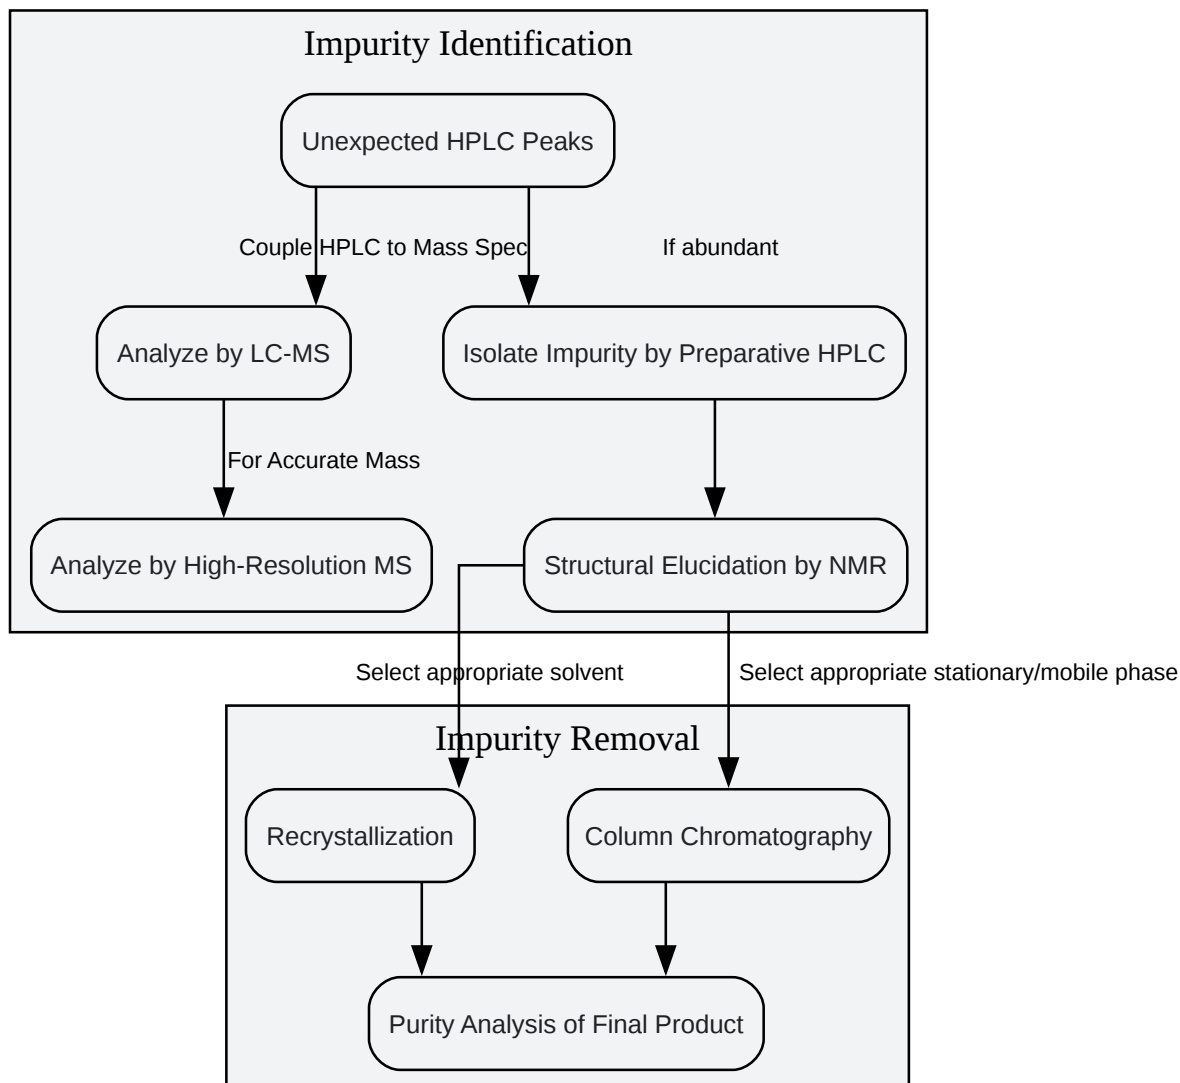 Impurity Identification
Unexpected HPLC Peaks
Couple HPLC to Mass Spec
If abundant
Analyze by LC-MS
Isolate Impurity by Preparative HPLC
For Accurate Mass
Analyze by High-Resolution MS
Structural Elucidation by NMR
Select appropriate solvent
Select appropriate stationary/mobile phase
Impurity Removal
Recrystallization
Column Chromatography
Purity Analysis of Final Product